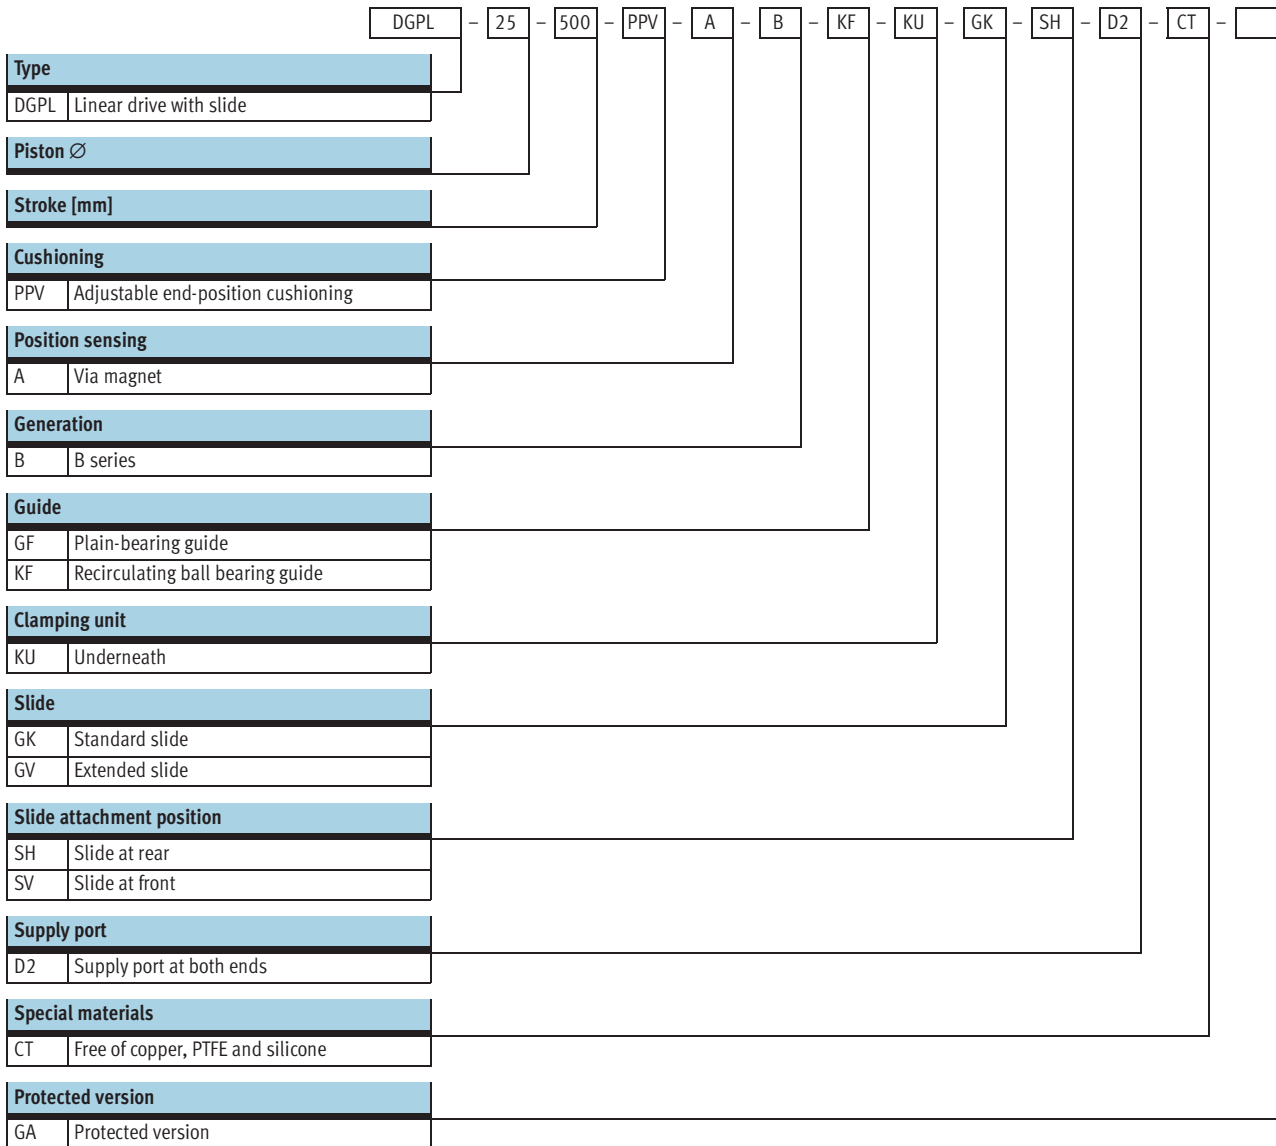 DGPL – 25 – 500 – PPV – A – B – KF – KU – GK – SH – D2 – CT –
Type
DGPL Linear drive with slide
Piston ∅
Stroke [mm]
Cushioning
PPV Adjustable end-position cushioning
Position sensing
A Via magnet
Generation
B B series
Guide
GF Plain-bearing guide
KF Recirculating ball bearing guide
Clamping unit
KU Underneath
Slide
GK Standard slide
GV Extended slide
Slide attachment position
SH Slide at rear
SV Slide at front
Supply port
D2 Supply port at both ends
Special materials
CT Free of copper, PTFE and silicone
Protected version
GA Protected version